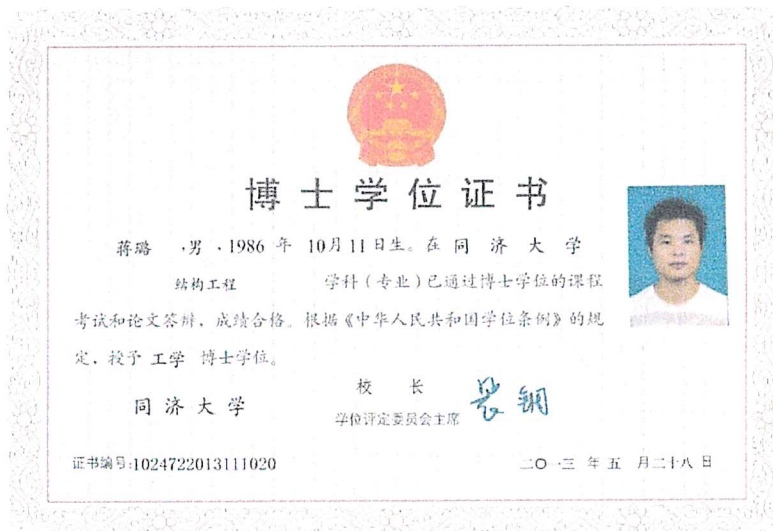 博士学位证书
蒋璐 ,男 ,1986 年 10月11日生。在 同 济 大 学
结构工程 学科(专业)已通过博士学位的课程
考试和论文答辩,成绩合格。根据《中华人民共和国学位条例》的规
定,授予 工学 博士学位。
同 济 大 学
校 长
学位评定委员会主席
证书编号:1024722013111020
二〇一三 年 五 月二十八 日